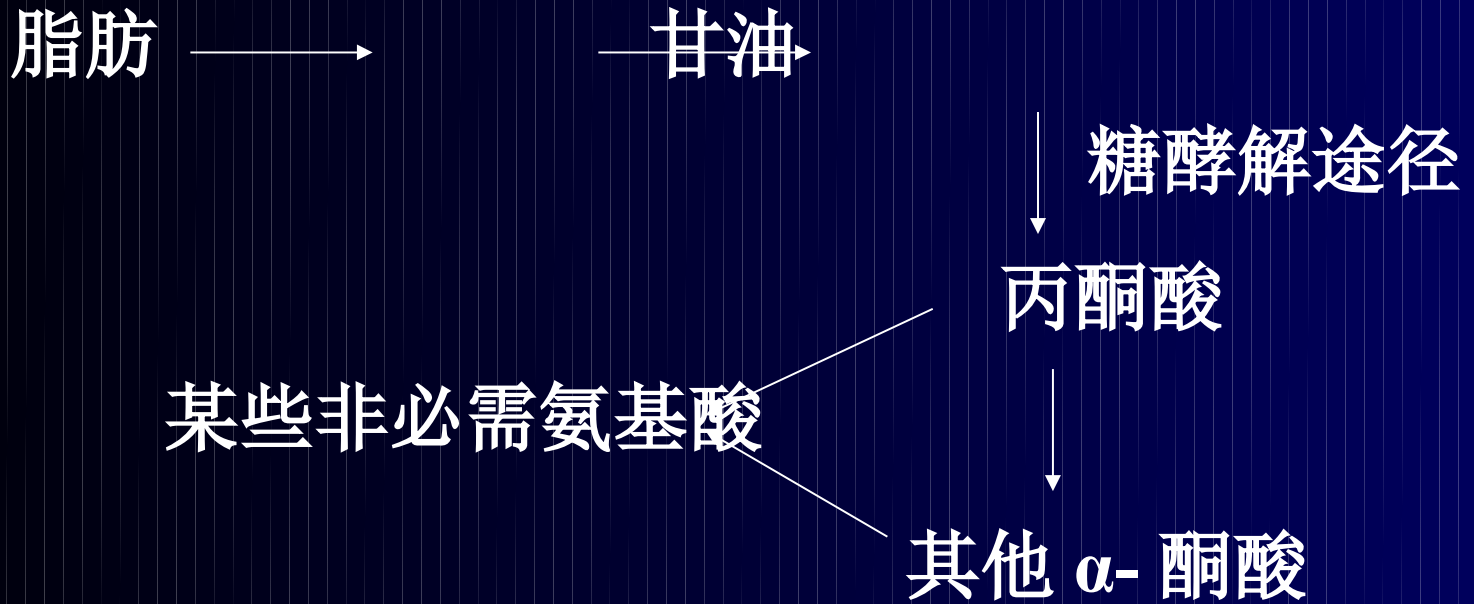 脂肪 甘油
糖酵解途径
丙酮酸
某些非必需氨基酸
其他 α- 酮酸